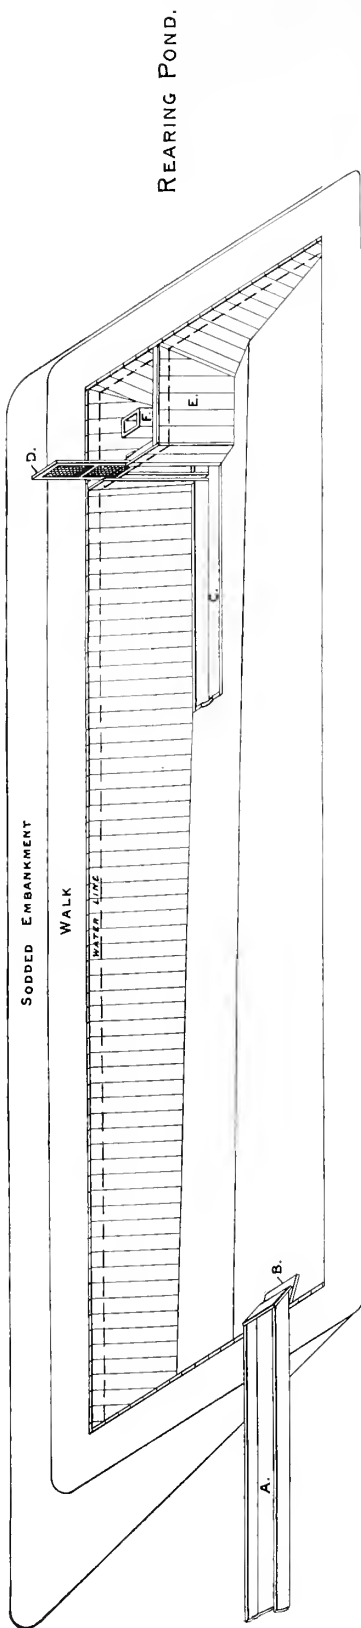 REARING POND.
SODDED EMBANKMENT
WALK
WATER LINE
A.
B.
C.
D.
E.
F.